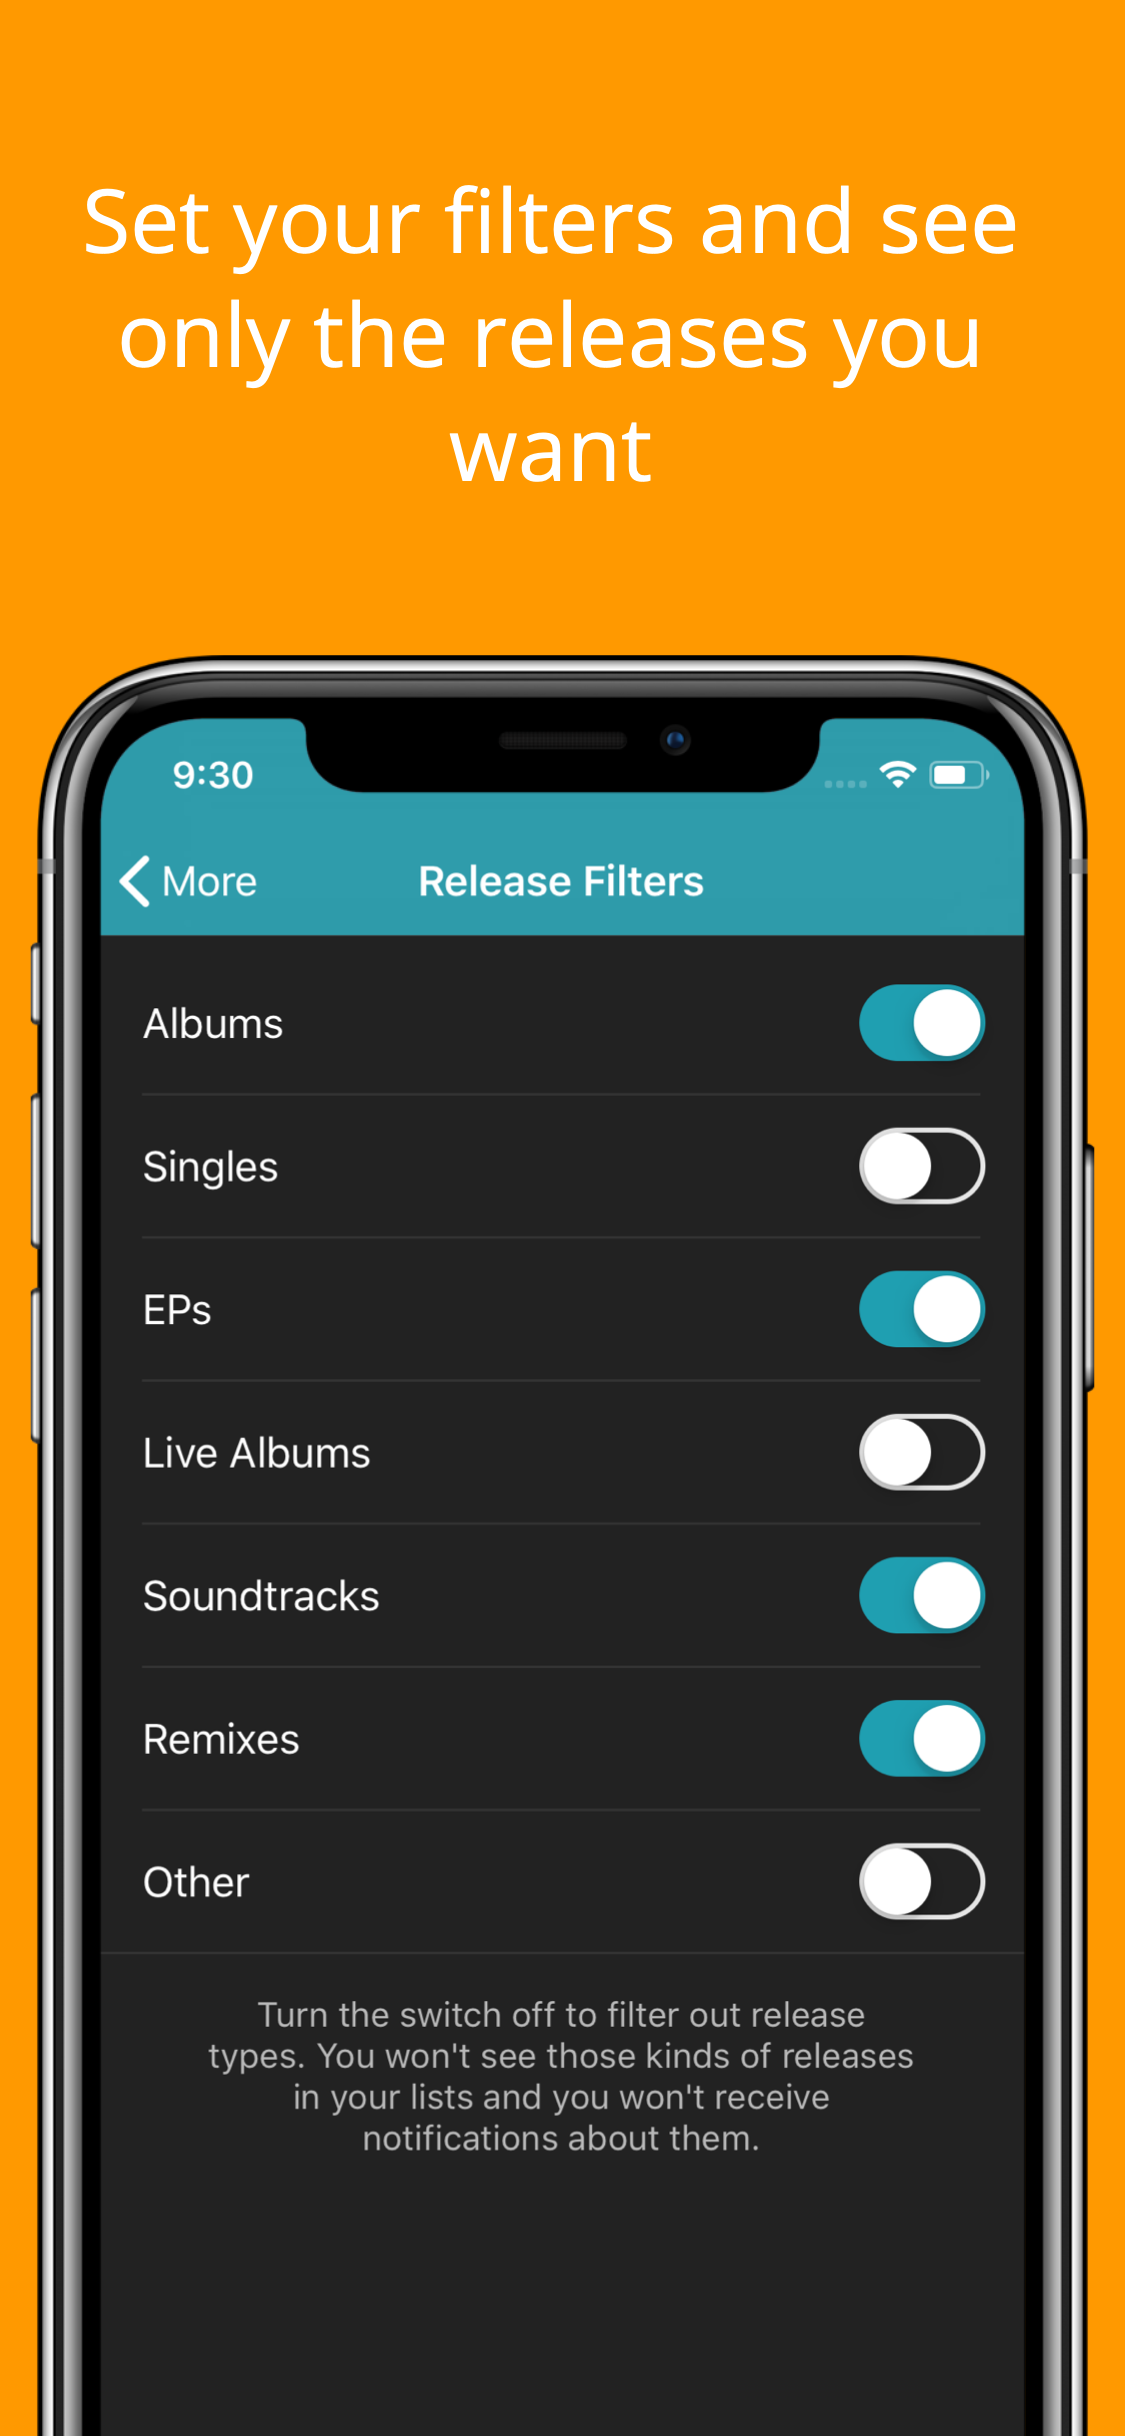 Set your filters and see
only the releases you
want
9:30
More
Release Filters
Albums
Singles
EPs
Live Albums
Soundtracks
Remixes
Other
Turn the switch off to filter out release
types. You won't see those kinds of releases
in your lists and you won't receive
notifications about them.